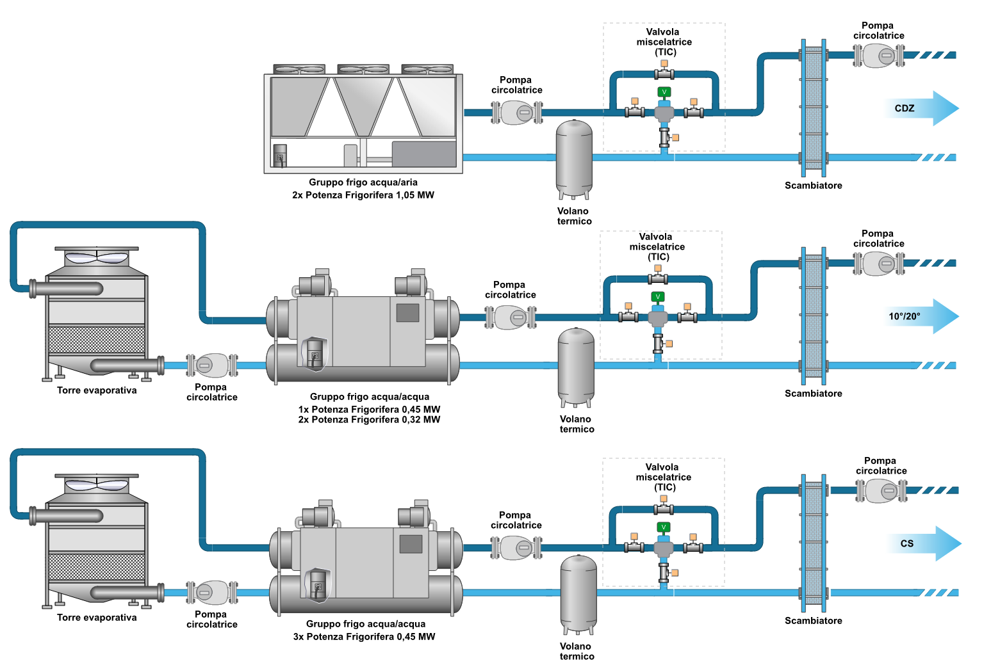 Pompa
circolatrice
Valvola
miscelatrice
(TIC)
Pompa
circolatrice
V
CDZ
Gruppo frigo acqua/aria
2x Potenza Frigorifera 1,05 MW
Scambiatore
Volano
termico
Pompa
circolatrice
Valvola
miscelatrice
(TIC)
Pompa
circolatrice
V
10°/20°
Torre evaporativa
Pompa
circolatrice
Gruppo frigo acqua/acqua
1x Potenza Frigorifera 0,45 MW
2x Potenza Frigorifera 0,32 MW
Scambiatore
Volano
termico
Pompa
circolatrice
Valvola
miscelatrice
(TIC)
Pompa
circolatrice
V
CS
Torre evaporativa
Pompa
circolatrice
Gruppo frigo acqua/acqua
3x Potenza Frigorifera 0,45 MW
Scambiatore
Volano
termico